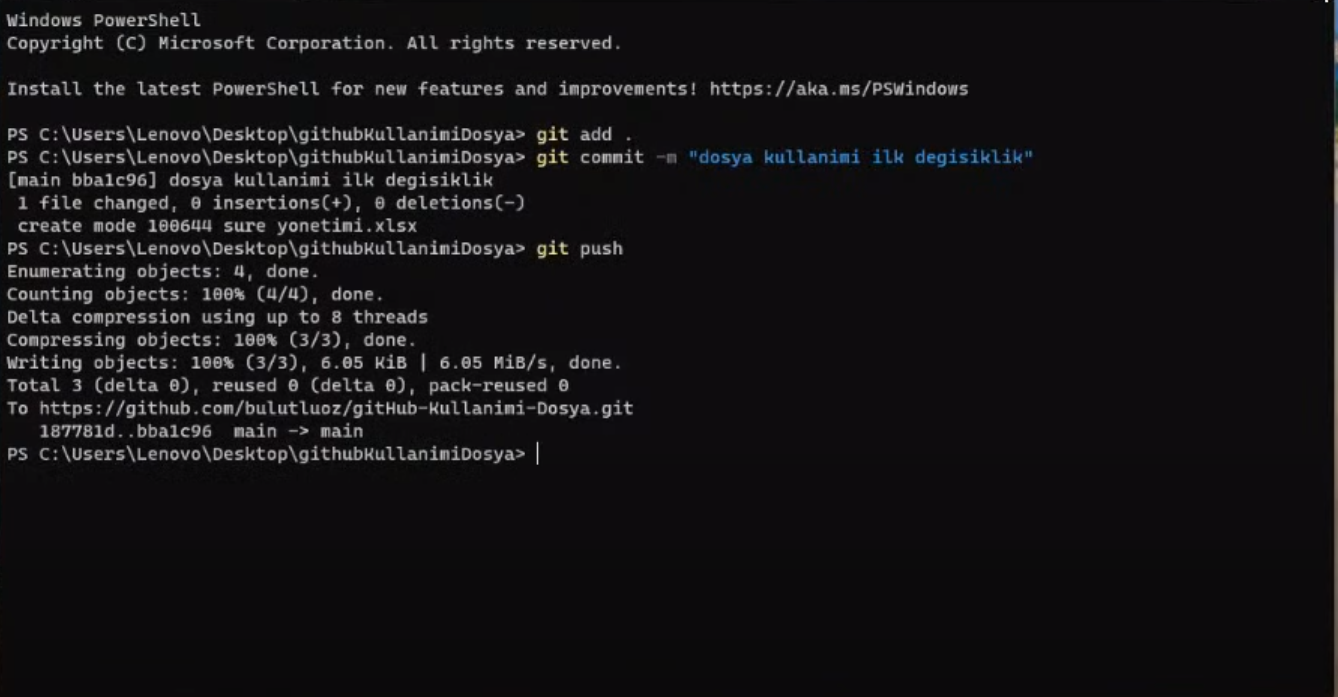 Windows PowerShell
Copyright (C) Microsoft Corporation. All rights reserved.
Install the latest PowerShell for new features and improvements! https://aka.ms/PSWindows
PS C:\Users\Lenovo\Desktop\githubKullanimiDosya> git add .
PS C:\Users\Lenovo\Desktop\githubKullanimiDosya> git commit -m "dosya kullanimi ilk degisiklik"
[main bba1c96] dosya kullanimi ilk degisiklik
 1 file changed, 0 insertions(+), 0 deletions(-)
 create mode 100644 sure yonetimi.xlsx
PS C:\Users\Lenovo\Desktop\githubKullanimiDosya> git push
Enumerating objects: 4, done.
Counting objects: 100% (4/4), done.
Delta compression using up to 8 threads
Compressing objects: 100% (3/3), done.
Writing objects: 100% (3/3), 6.05 KiB | 6.05 MiB/s, done.
Total 3 (delta 0), reused 0 (delta 0), pack-reused 0
To https://github.com/bulutluoz/gitHub-Kullanimi-Dosya.git
   187781d..bba1c96  main -> main
PS C:\Users\Lenovo\Desktop\githubKullanimiDosya>